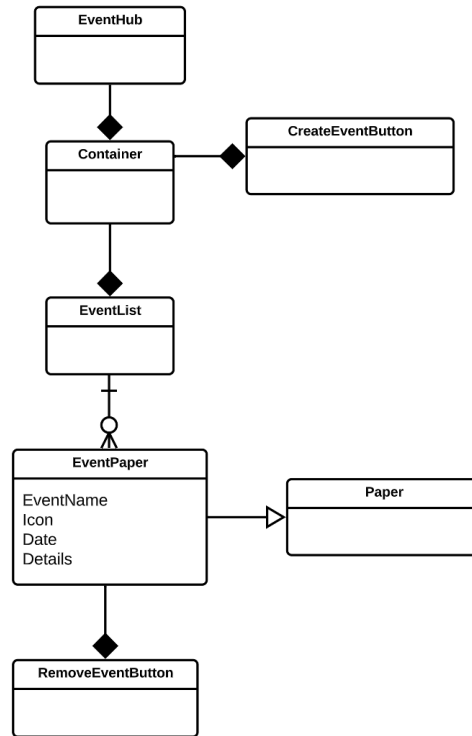 EventHub
Container
CreateEventButton
EventList
EventPaper
EventName
Icon
Date
Details
Paper
RemoveEventButton